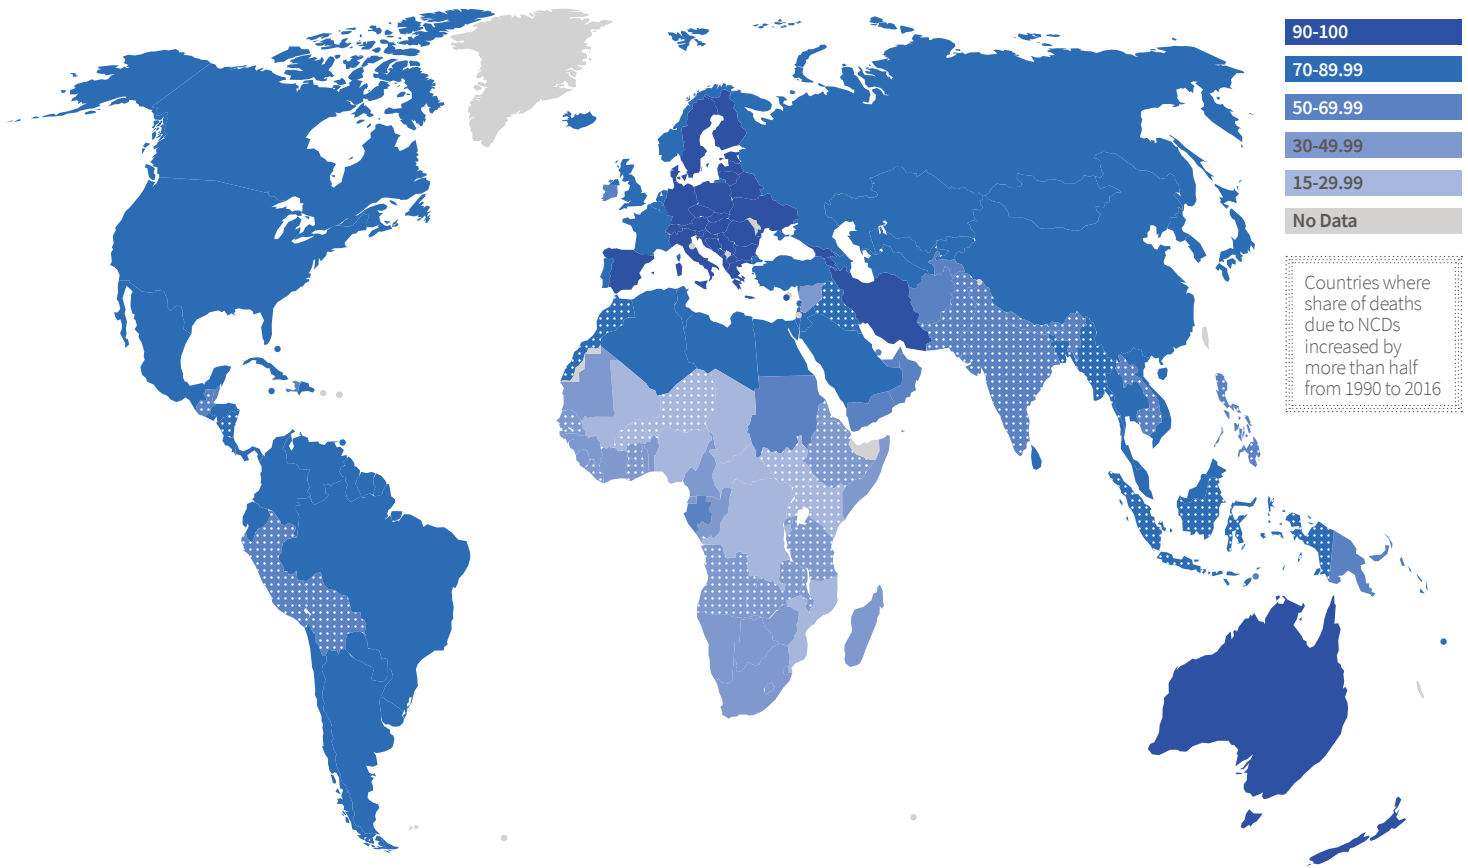 90-100
70-89.99
50-69.99
30-49.99
15-29.99
No Data
Countries where
share of deaths
due to NCDs
increased by
more than half
from 1990 to 2016